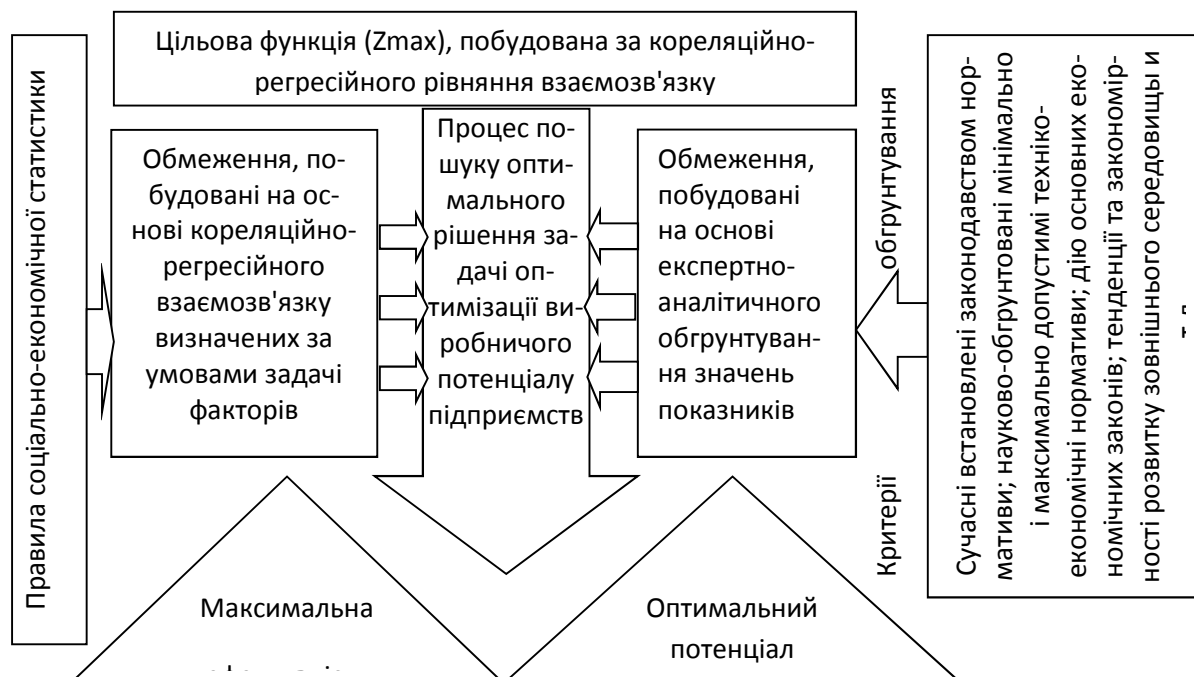 Цільова функція (Zmax), побудована за кореляційно-
регресійного рівняння взаємозв'язку
Правила соціально-економічної статистики
Обмеження, по-
будовані на ос-
нові кореляційно-
регресійного
взаємозв'язку
визначених за
умовами задачі
факторів
Процес по-
шуку опти-
мального
рішення за-
дачі оп-
тимізації ви-
робничого
потенціалу
підприємств
Обмеження,
побудовані
на основі
експертно-
аналітичного
обгрунтуван-
ня значень
показників
Критерії обгрунтування
Сучасні встановлені законодавством нор-
мативи; науково-обгрунтовані мінімально
і максимально допустимі техніко-
економічні нормативи; дію основних еко-
номічних законів; тенденції та закономір-
ності розвитку зовнішнього середовищы и
Максимальна
Оптимальний
потенціал